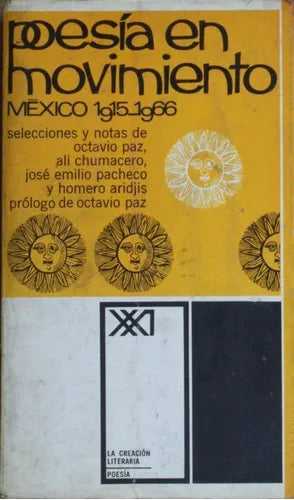 poesía en
movimiento
MÉXICO 1915-1966
selecciones y notas de
octavio paz,
ali chumacero,
josé emilio pacheco
y homero aridjis
prólogo de octavio paz
XXI
LA CREACIÓN
LITERARIA
POESÍA